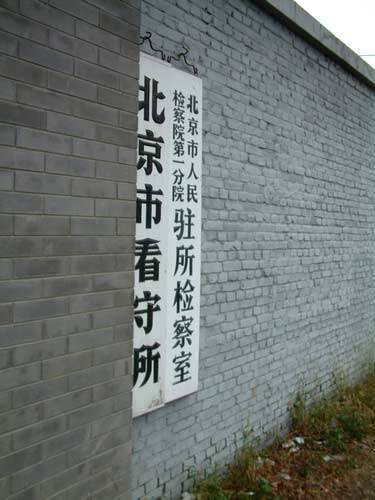 北京市看守所
北京市人民
检察院第一分院
驻所检察室